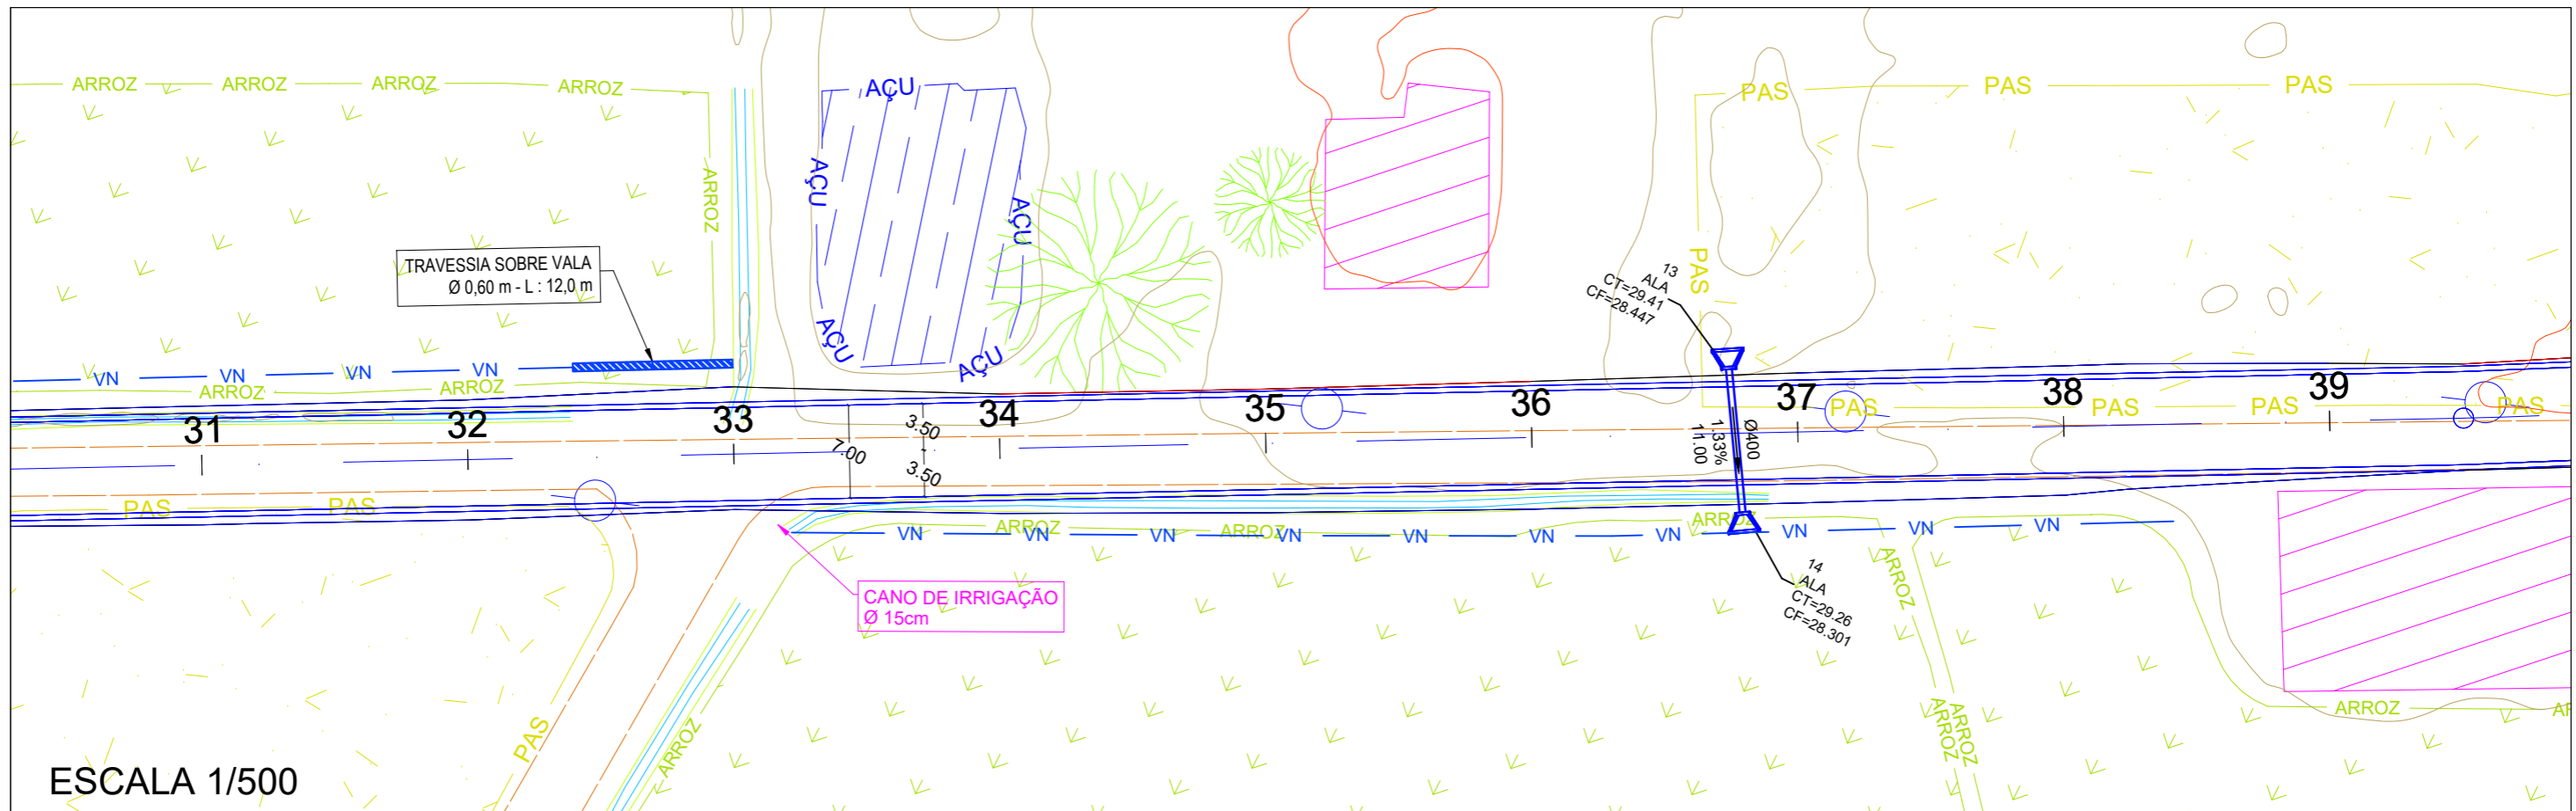 ARROZ
ARROZ
ARROZ
ARROZ
ARROZ
AÇU
AÇU
AÇU
AÇU
AÇU
PAS
PAS
PAS
PAS
TRAVESSIA SOBRE VALA
Ø 0,60 m - L : 12,0 m
13
ALA
CT=29.41
CF=28.447
VN
VN
VN
VN
ARROZ
ARROZ
31
32
33
34
35
36
37
38
39
PAS
PAS
PAS
PAS
7.00
3.50
-
3.50
Ø400
1.33%
11.00
PAS
PAS
PAS
ARROZ
ARROZ
ARROZ
VN
VN
VN
VN
VN
VN
VN
VN
VN
VN
CANO DE IRRIGAÇÃO
Ø 15cm
14
ALA
CT=29.26
CF=28.301
ARROZ
ARROZ
ARROZ
ARROZ
ARROZ
AR
ESCALA 1/500